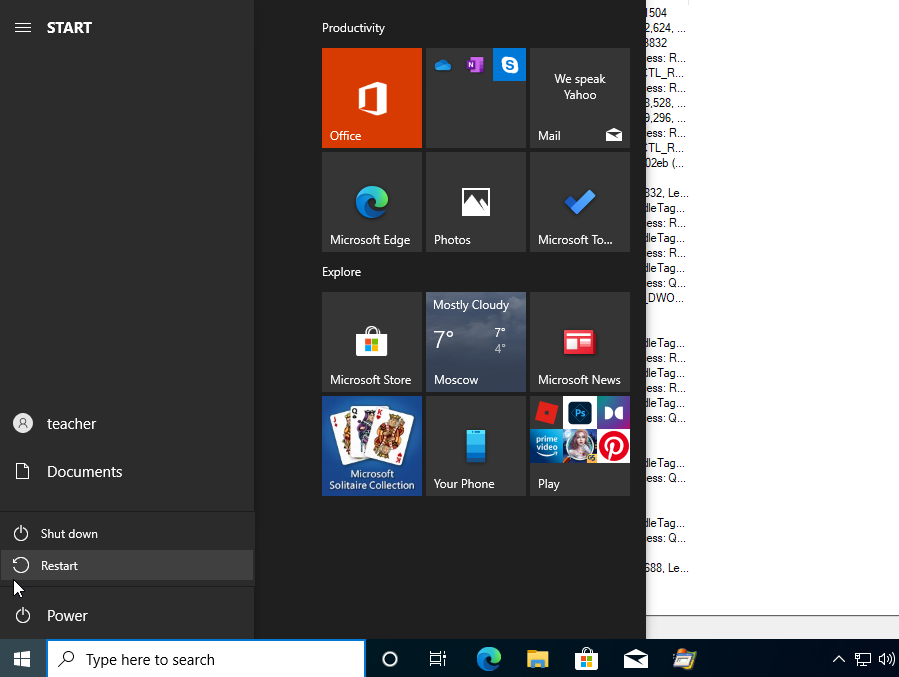 START
Productivity
Office
We speak
Yahoo
Mail
Microsoft Edge
Photos
Microsoft To...
Explore
Microsoft Store
Mostly Cloudy
7°
7°
4°
Moscow
Microsoft News
Microsoft
Solitaire Collection
Your Phone
Ps
prime
video
Play
teacher
Documents
Shut down
Restart
Power
Type here to search
1504
2,624, ...
3832
ess: R...
CTL_R...
ess: R...
8,528, ...
9,296, ...
ess: R...
CTL_R...
02eb (...
832, Le...
dleTag...
ess: R...
dleTag...
ess: R...
dleTag...
ess: Q...
_DWO...
dleTag...
ess: R...
dleTag...
ess: R...
dleTag...
ess: Q...
dleTag...
ess: Q...
dleTag...
ess: Q...
688, Le...